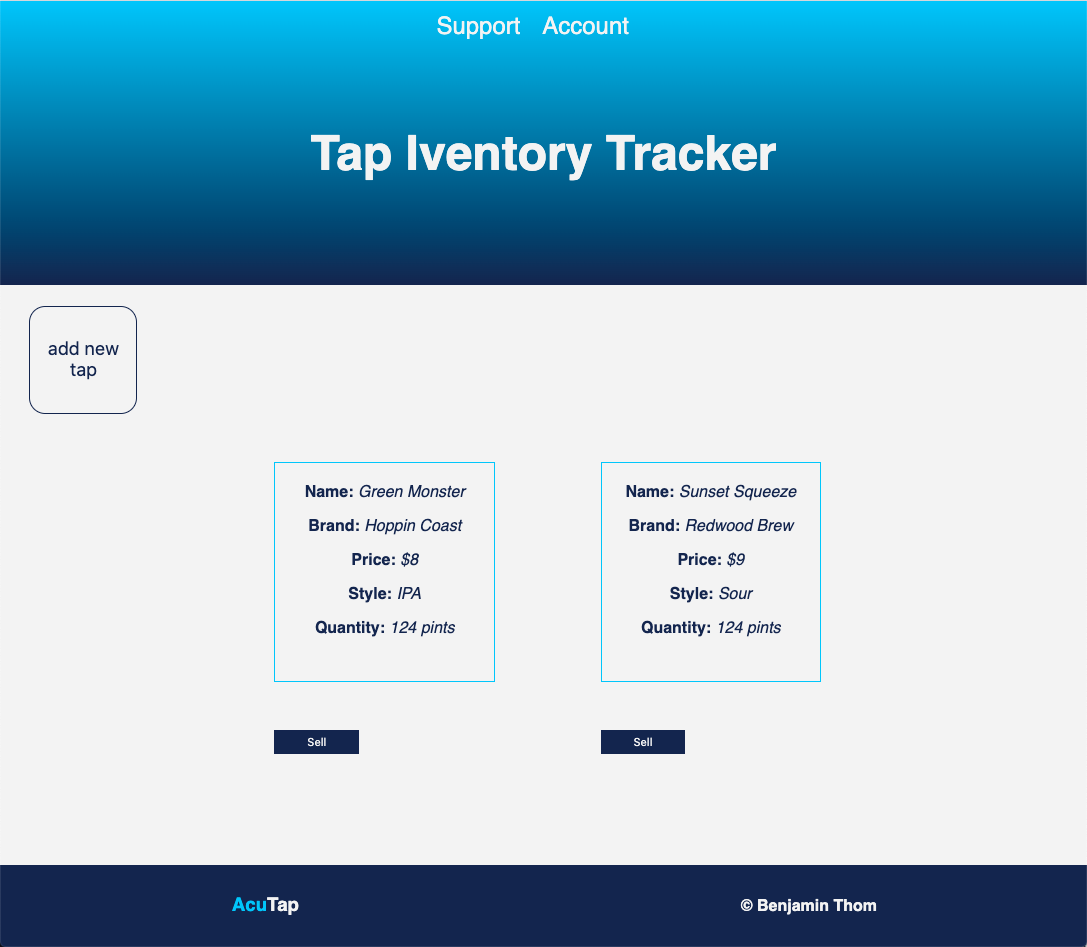 Support Account
Tap Iventory Tracker
add new
tap
Name: Green Monster
Brand: Hoppin Coast
Price: $8
Style: IPA
Quantity: 124 pints
Sell
Name: Sunset Squeeze
Brand: Redwood Brew
Price: $9
Style: Sour
Quantity: 124 pints
Sell
AcuTap
© Benjamin Thom